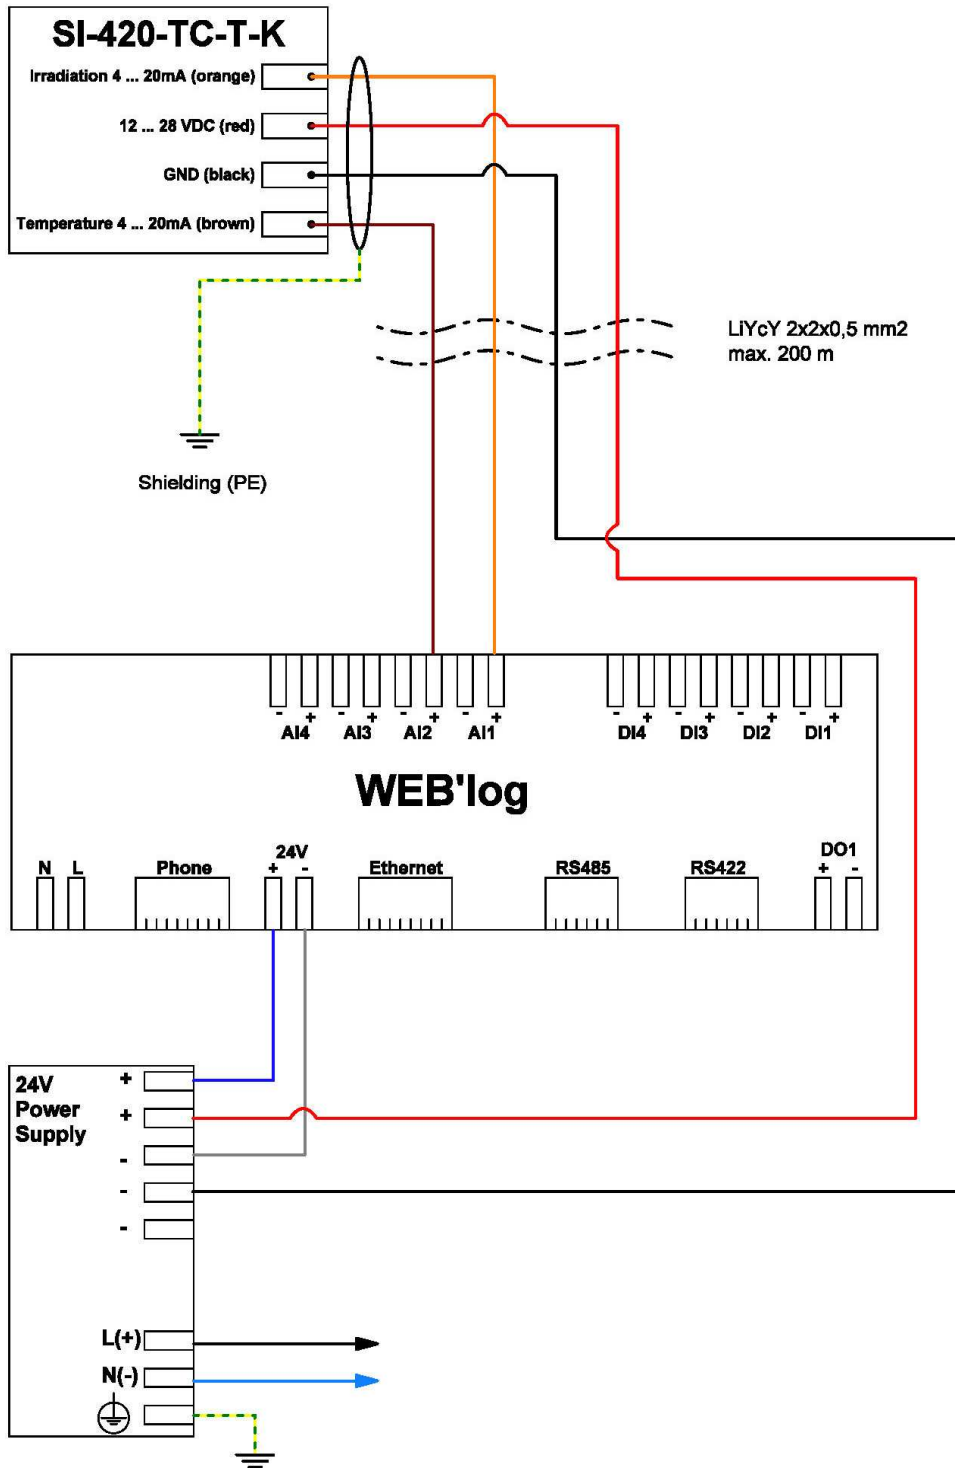 SI-420-TC-T-K
Irradiation 4 ... 20mA (orange)
12 ... 28 VDC (red)
GND (black)
Temperature 4 ... 20mA (brown)
LiYcY 2x2x0,5 mm2
max. 200 m
Shielding (PE)
- + - + - + - + - + - + - + - +
AI4 AI3 AI2 AI1 DI4 DI3 DI2 DI1
WEB'log
N L Phone 24V Ethernet RS485 RS422 DO1
+ - + -
24V
Power
Supply
+
+
-
-
-
L(+)
N(-)